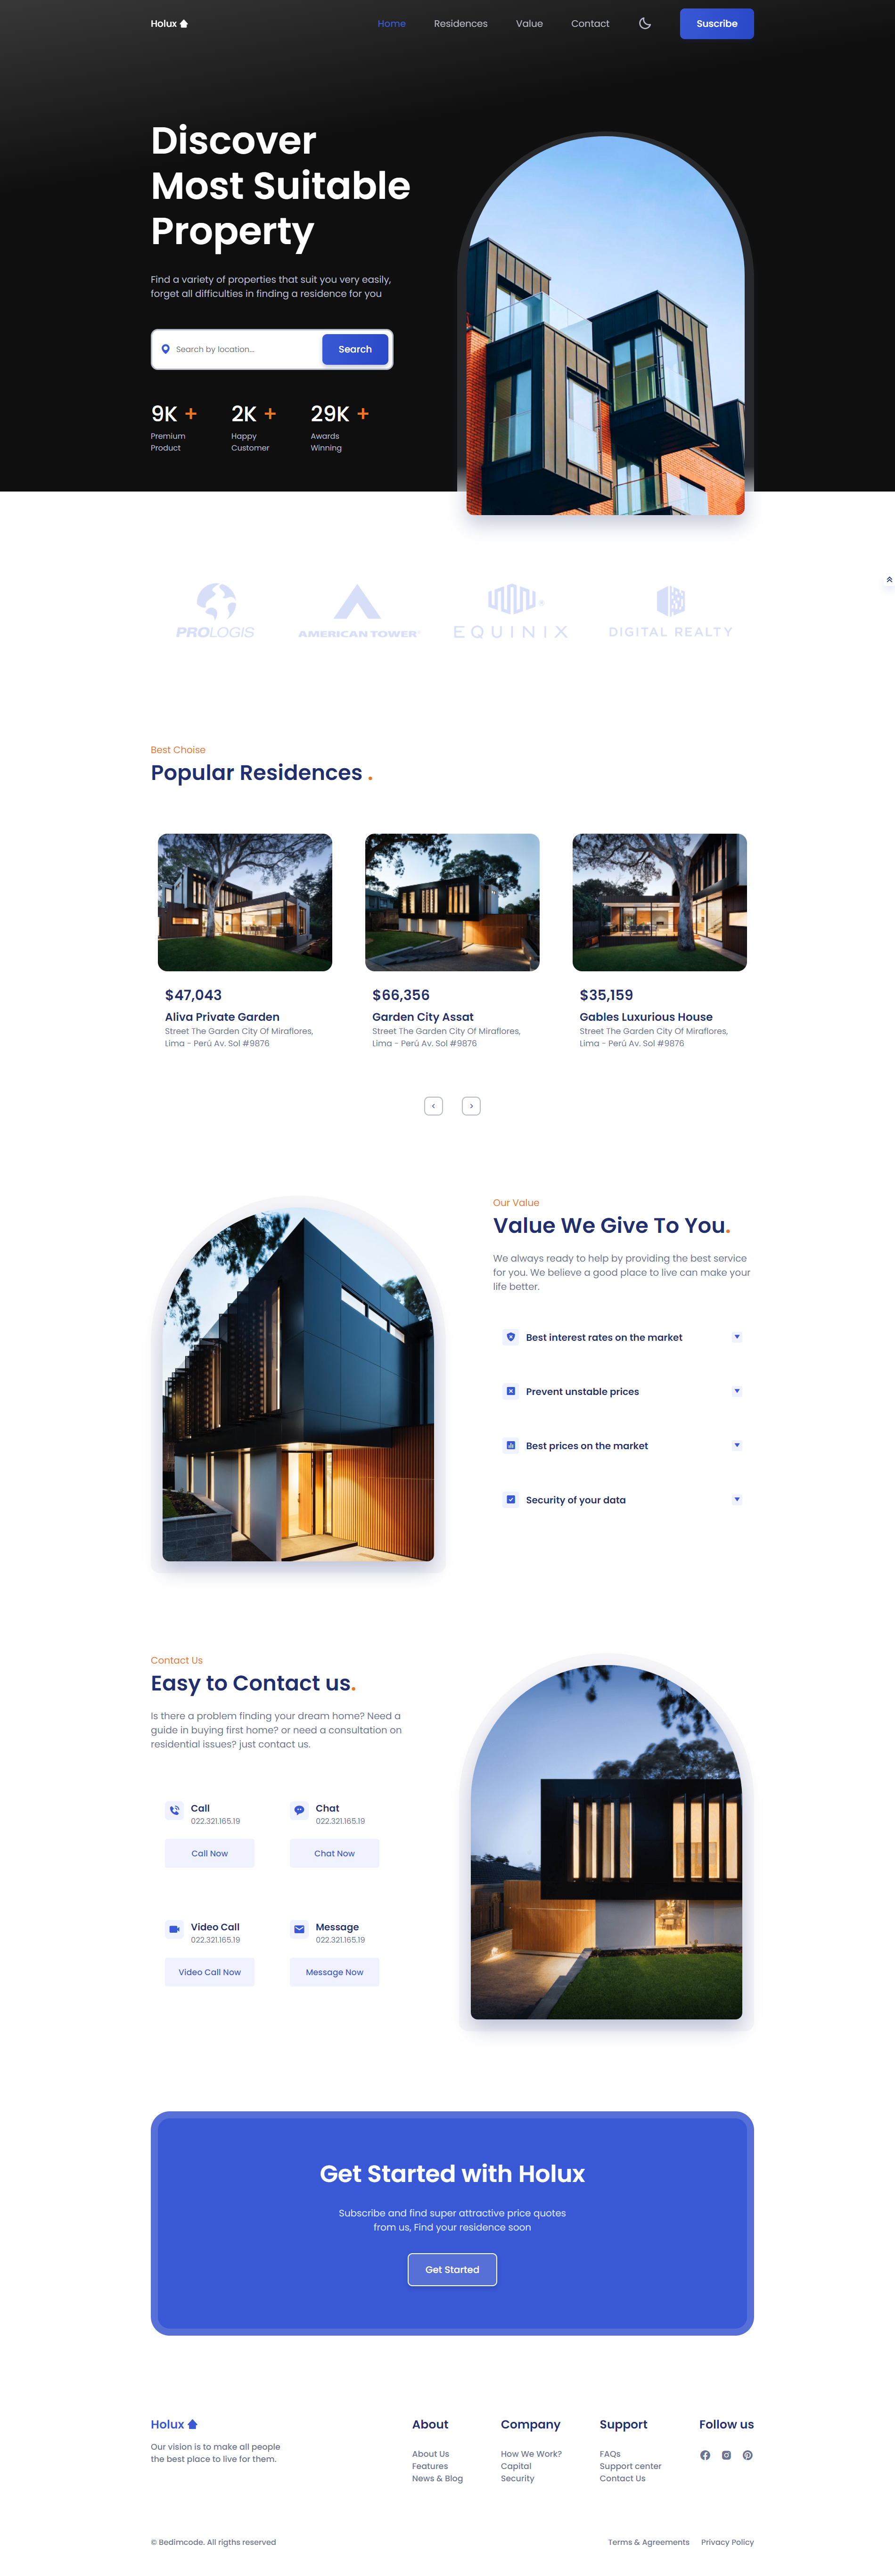 Holux
Home
Residences
Value
Contact
Suscribe
Discover
Most Suitable
Property
Find a variety of properties that suit you very easily,
forget all difficulties in finding a residence for you
Search by location...
Search
9K +
Premium
Product
2K +
Happy
Customer
29K +
Awards
Winning
PROLOGIS
AMERICAN TOWER®
EQUINIX
DIGITAL REALTY
Best Choise
Popular Residences .
$47,043
Aliva Private Garden
Street The Garden City Of Miraflores,
Lima - Perú Av. Sol #9876
$66,356
Garden City Assat
Street The Garden City Of Miraflores,
Lima - Perú Av. Sol #9876
$35,159
Gables Luxurious House
Street The Garden City Of Miraflores,
Lima - Perú Av. Sol #9876
Our Value
Value We Give To You.
We always ready to help by providing the best service
for you. We believe a good place to live can make your
life better.
Best interest rates on the market
Prevent unstable prices
Best prices on the market
Security of your data
Contact Us
Easy to Contact us.
Is there a problem finding your dream home? Need a
guide in buying first home? or need a consultation on
residential issues? just contact us.
Call
022.321.165.19
Call Now
Chat
022.321.165.19
Chat Now
Video Call
022.321.165.19
Video Call Now
Message
022.321.165.19
Message Now
Get Started with Holux
Subscribe and find super attractive price quotes
from us, Find your residence soon
Get Started
Holux
Our vision is to make all people
the best place to live for them.
About
About Us
Features
News & Blog
Company
How We Work?
Capital
Security
Support
FAQs
Support center
Contact Us
Follow us
© Bedimcode. All rigths reserved
Terms & Agreements
Privacy Policy